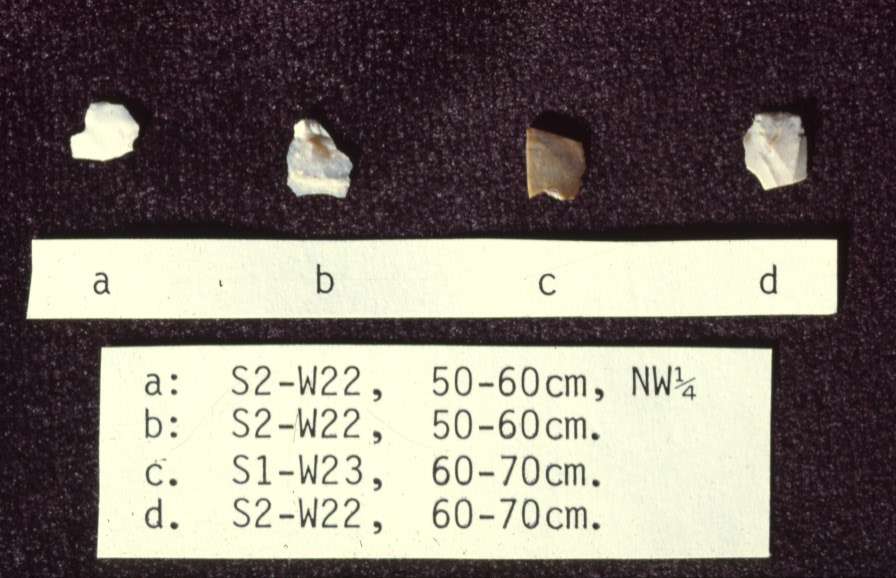 a b c d
a: S2-W22, 50-60cm, NW¼
b: S2-W22, 50-60cm.
c. S1-W23, 60-70cm.
d. S2-W22, 60-70cm.